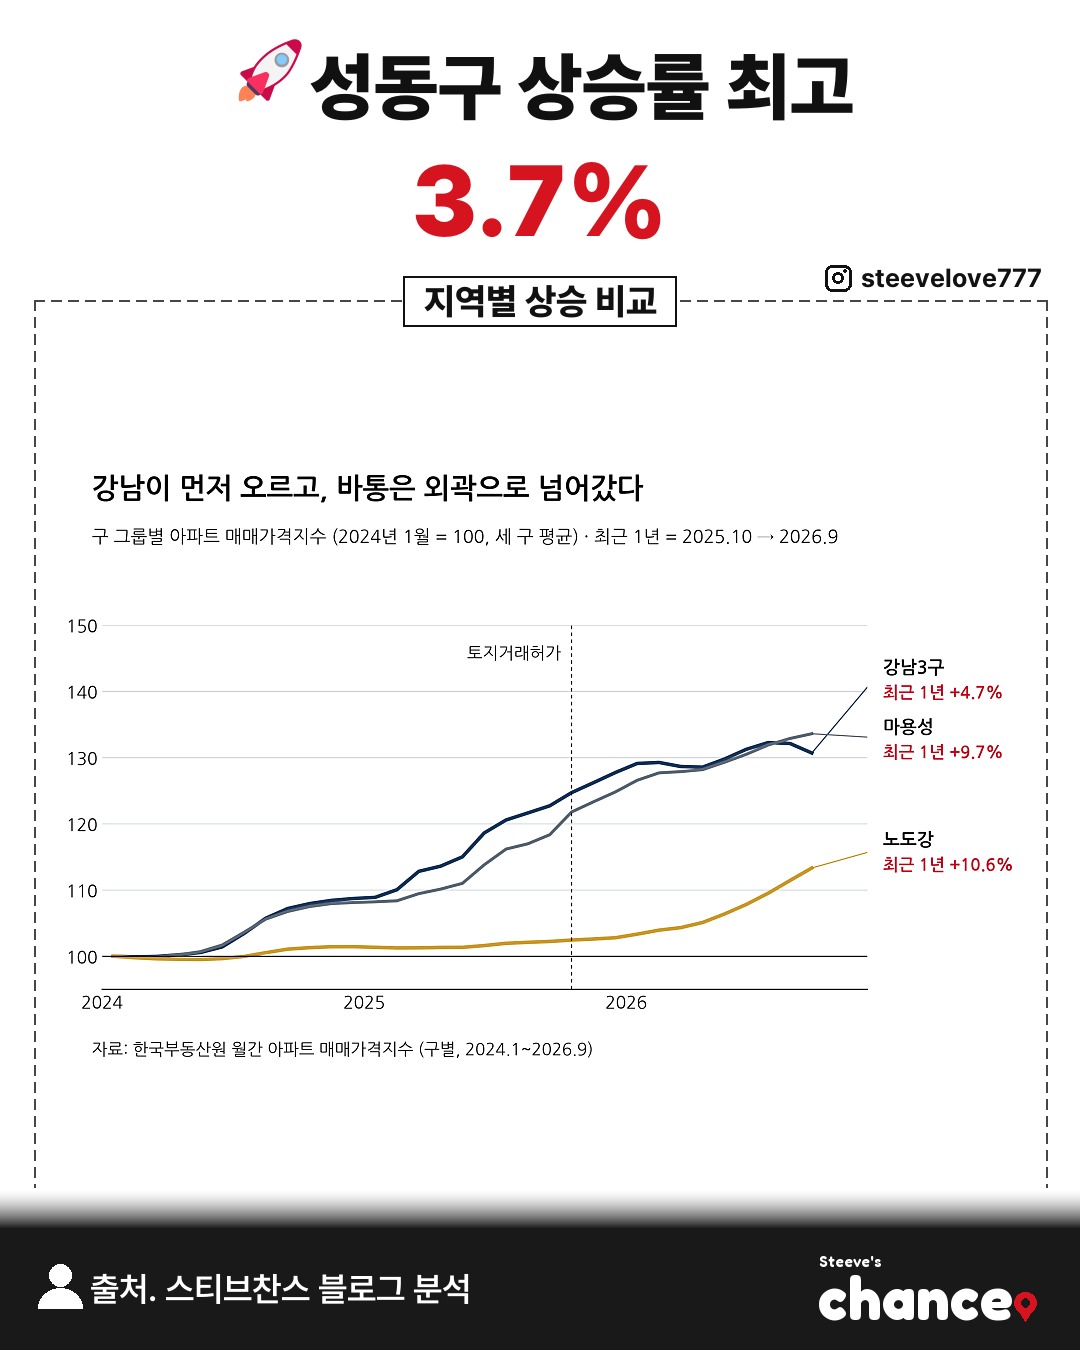 성동구 상승률 최고
3.7%
steevelove777
지역별 상승 비교
강남이 먼저 오르고, 바통은 외곽으로 넘어갔다
구 그룹별 아파트 매매가격지수 (2024년 1월 = 100, 세 구 평균) · 최근 1년 = 2025.10 → 2026.9
150
토지거래허가
강남3구
140
최근 1년 +4.7%
마용성
130
최근 1년 +9.7%
120
노도강
최근 1년 +10.6%
110
100
2024 2025 2026
자료: 한국부동산원 월간 아파트 매매가격지수 (구별, 2024.1~2026.9)
출처. 스티브찬스 블로그 분석
Steeve's
chance